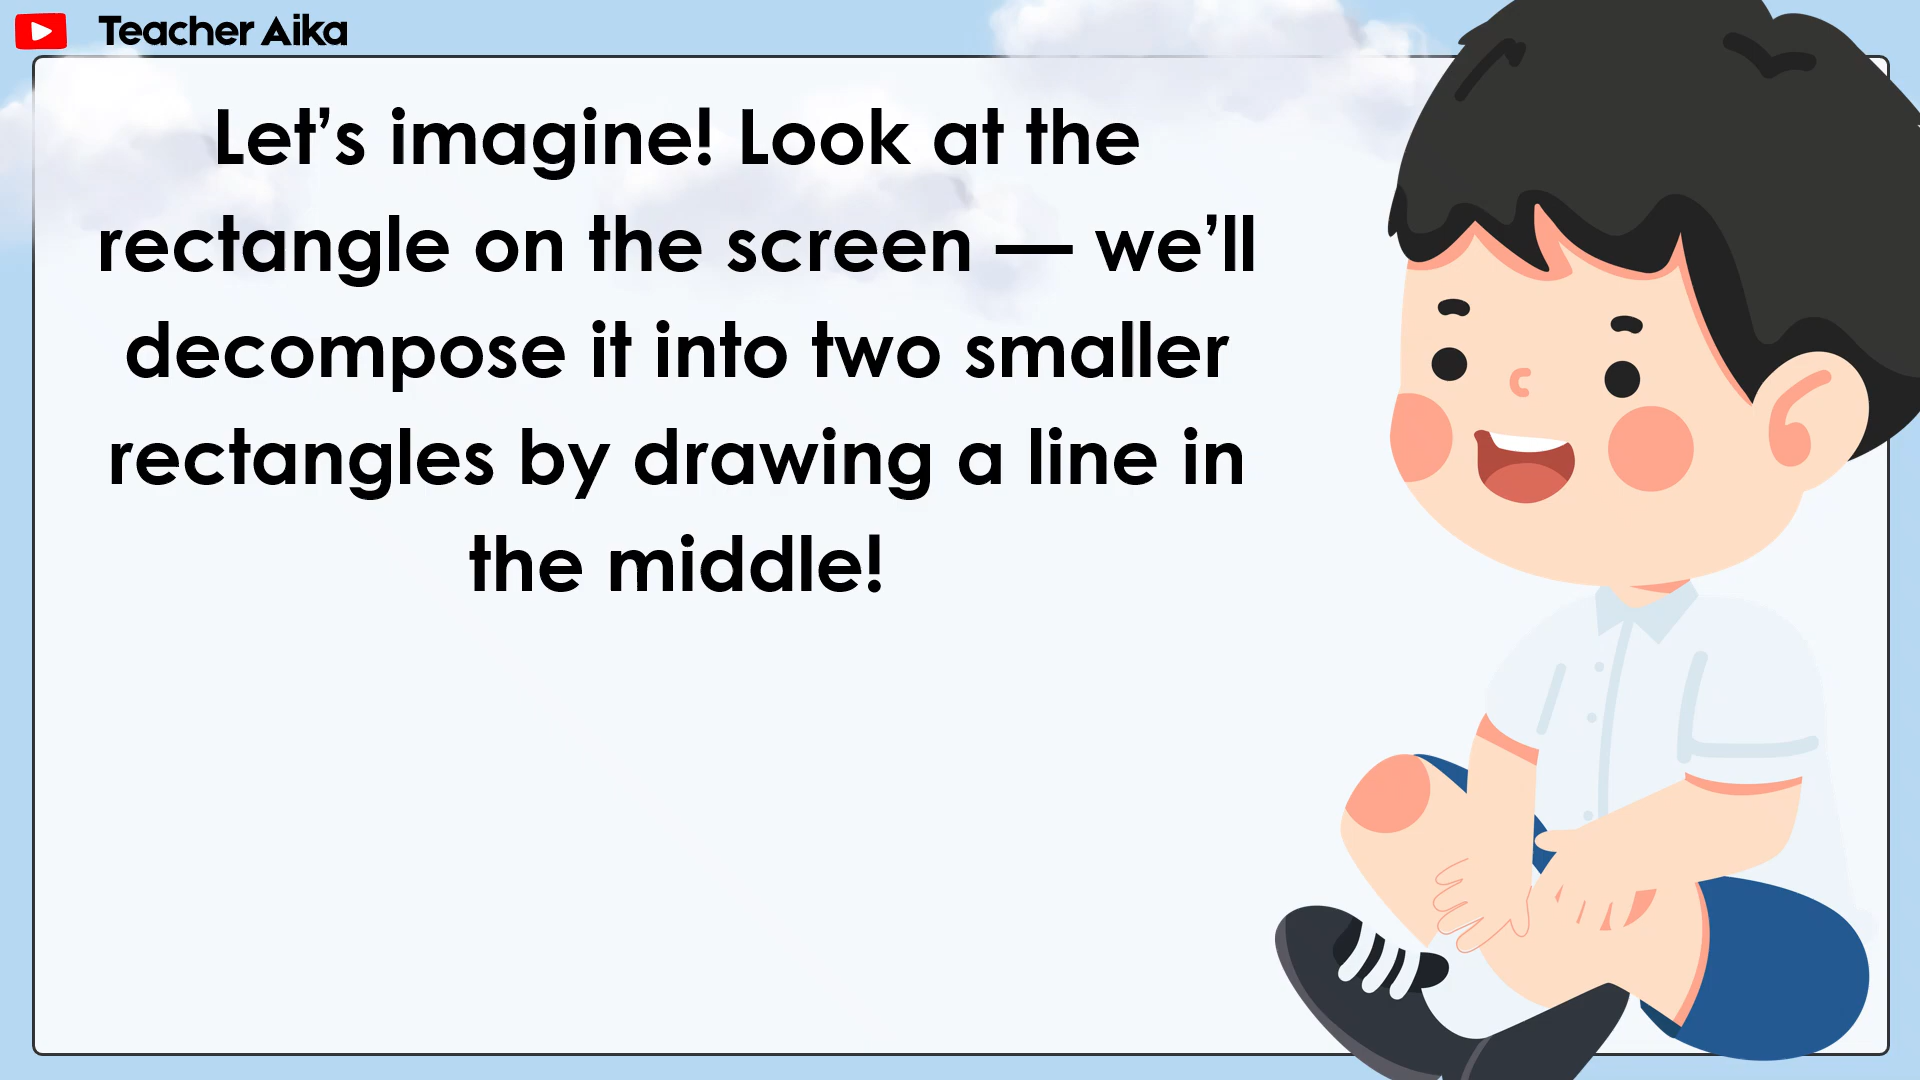 Teacher Aika
Let’s imagine! Look at the
rectangle on the screen — we’ll
decompose it into two smaller
rectangles by drawing a line in
the middle!